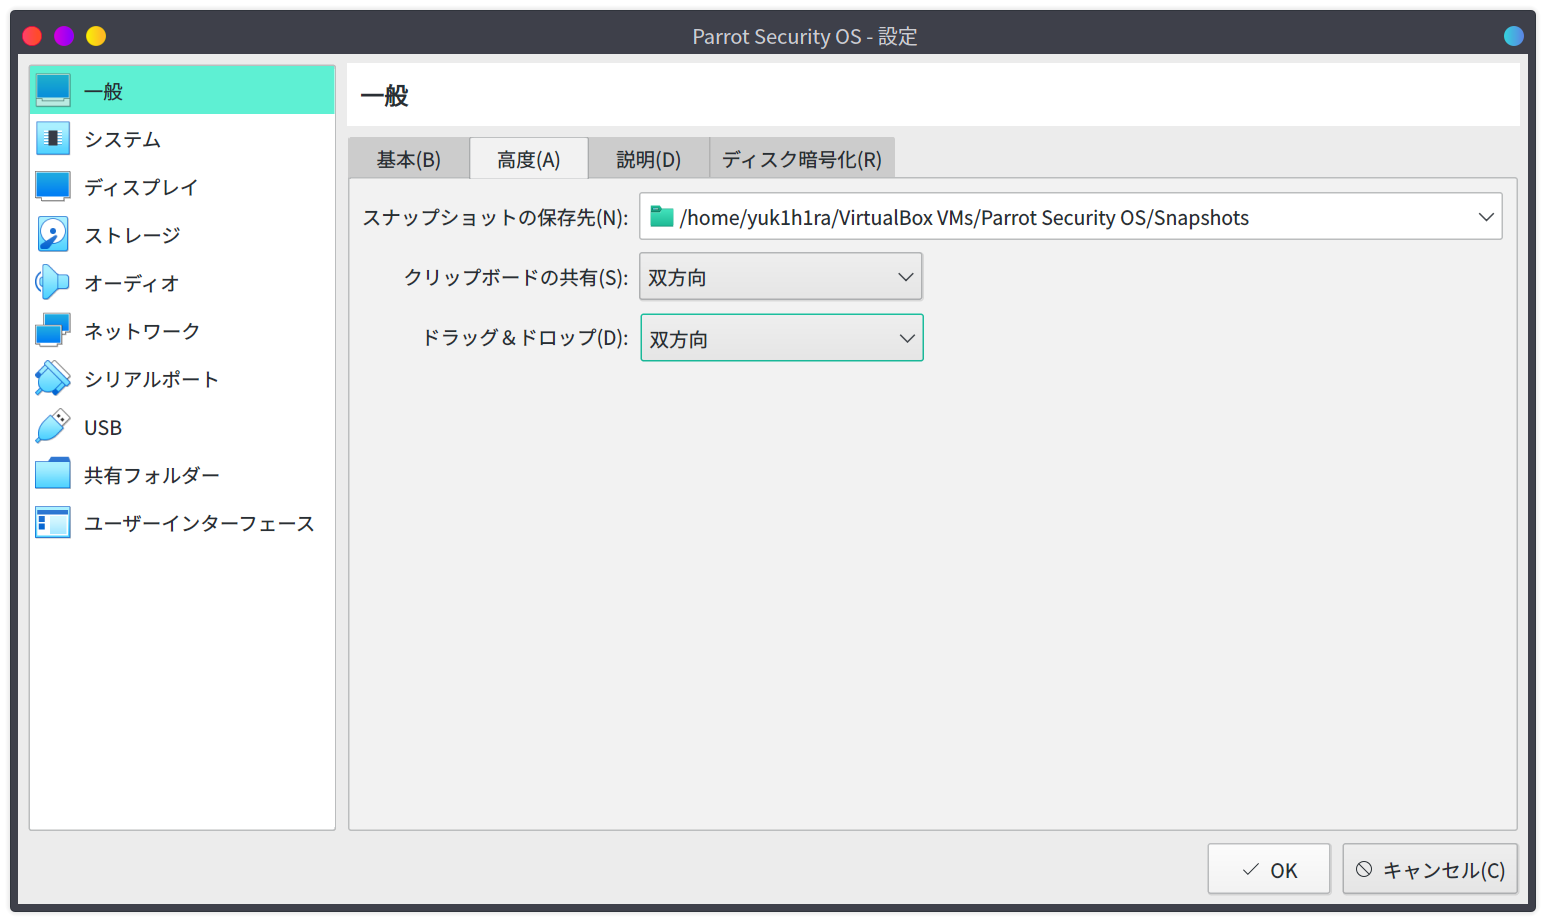 Parrot Security OS - 設定
一般
システム
ディスプレイ
ストレージ
オーディオ
ネットワーク
シリアルポート
USB
共有フォルダー
ユーザーインターフェース
一般
基本(B) 高度(A) 説明(D) ディスク暗号化(R)
スナップショットの保存先(N): /home/yuk1h1ra/VirtualBox VMs/Parrot Security OS/Snapshots
クリップボードの共有(S): 双方向
ドラッグ＆ドロップ(D): 双方向
OK キャンセル(C)